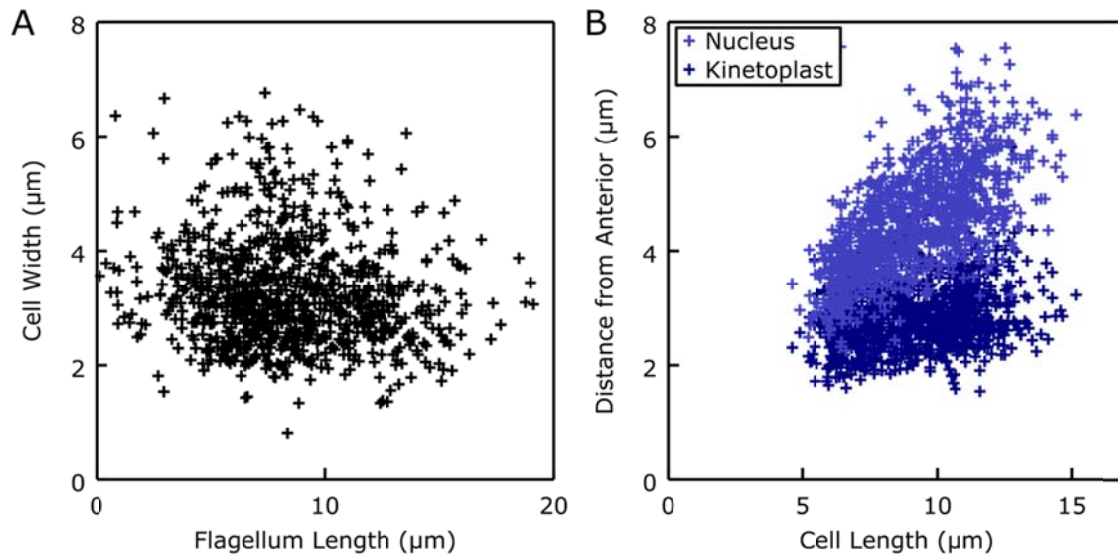 A
8
6
4
2
0
Cell Width (µm)
0
10
20
Flagellum Length (µm)
B
Nucleus
Kinetoplast
8
6
4
2
0
Distance from Anterior (µm)
0
5
10
15
Cell Length (µm)